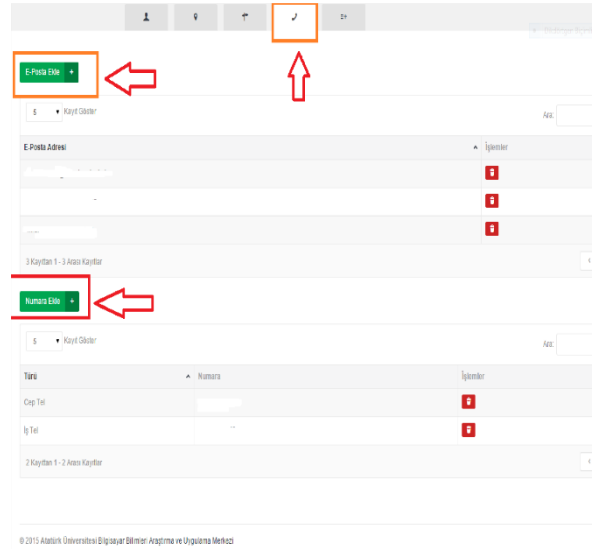 E-Posta Ekle +
5 Kayıt Göster
Ara:
E-Posta Adresi İşlemler
3 Kayıttan 1 - 3 Arası Kayıtlar
Numara Ekle +
5 Kayıt Göster
Ara:
Türü Numara İşlemler
Cep Tel
İş Tel
2 Kayıttan 1 - 2 Arası Kayıtlar
© 2015 Atatürk Üniversitesi Bilgisayar Bilimleri Araştırma ve Uygulama Merkezi